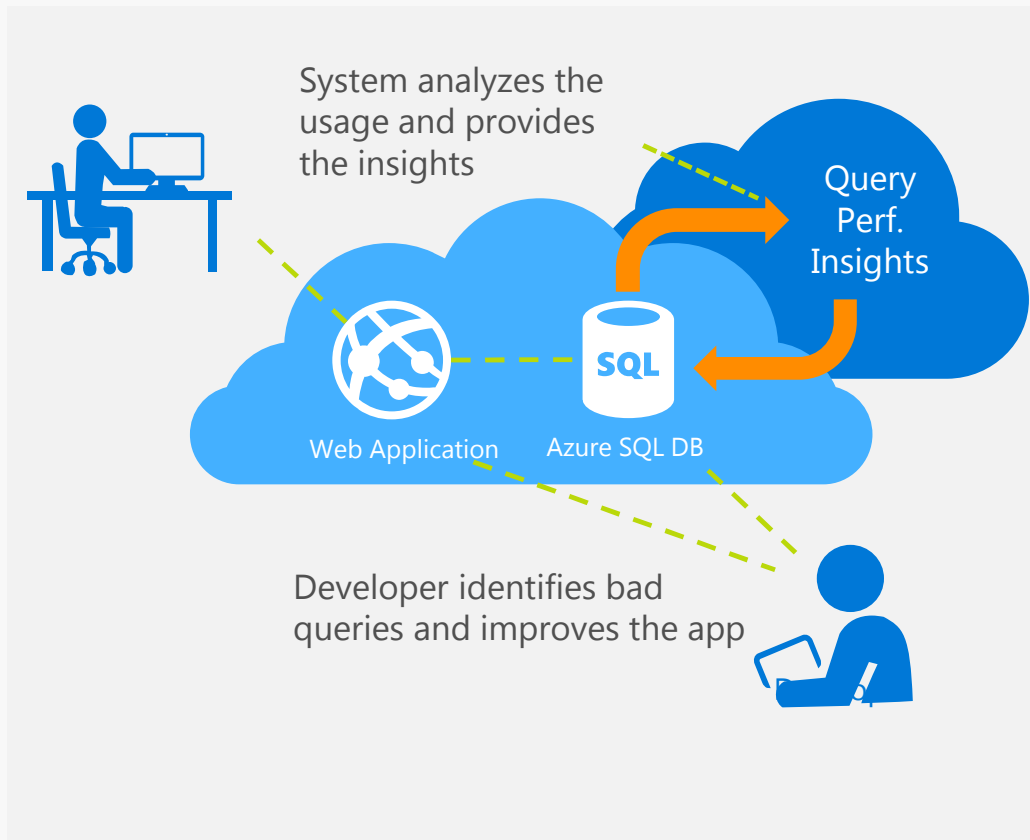 System analyzes the
usage and provides
the insights
Query
Perf.
Insights
SQL
Web Application
Azure SQL DB
Developer identifies bad
queries and improves the app